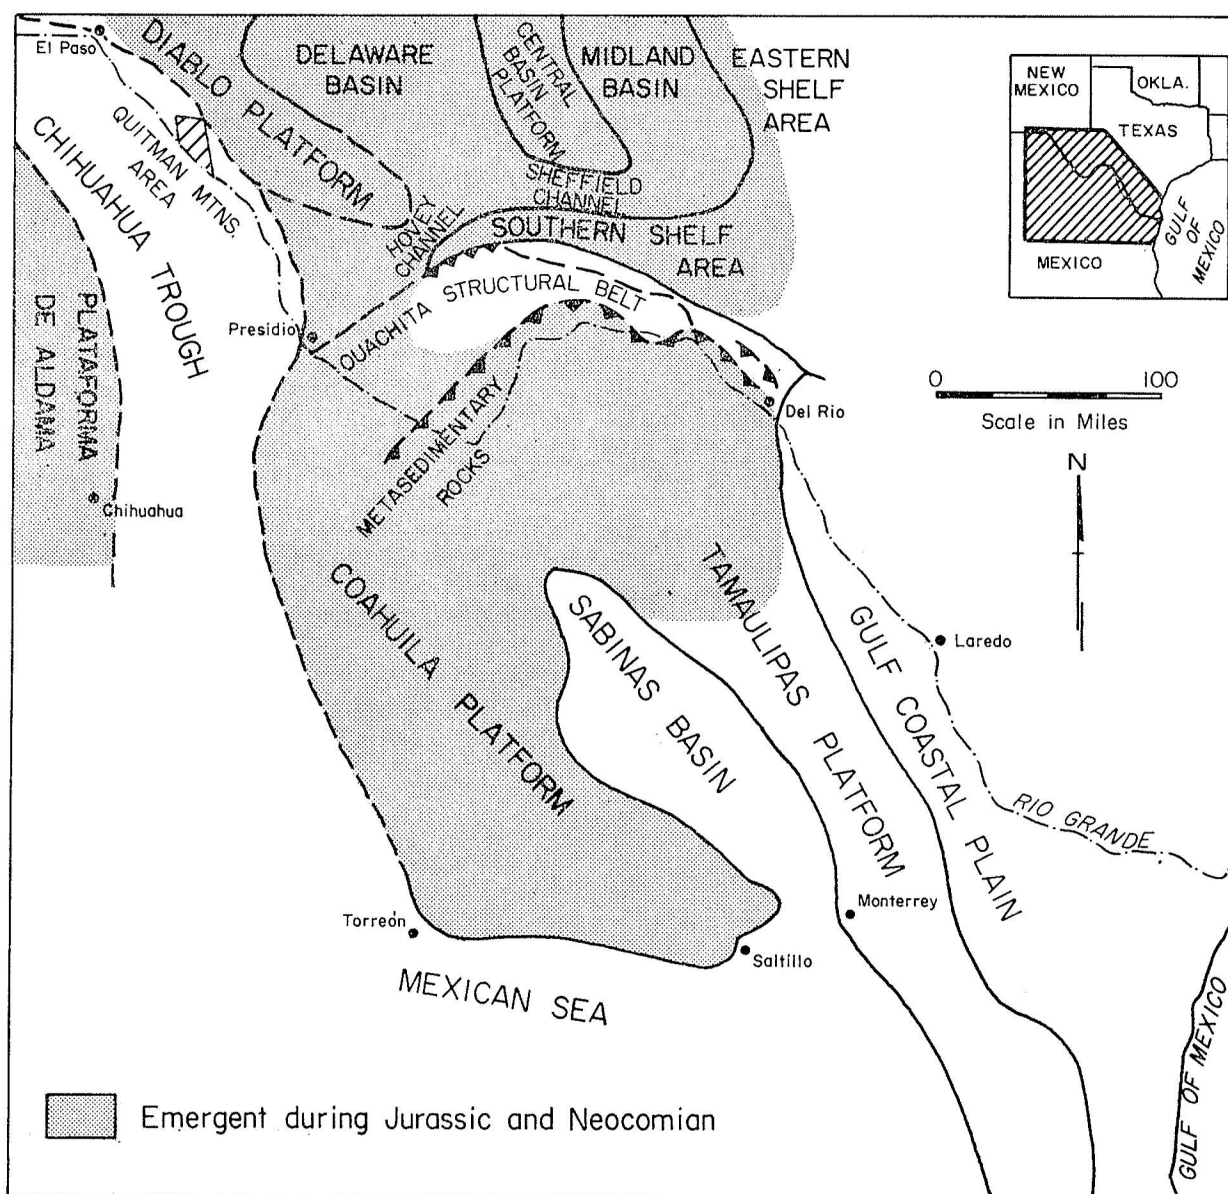 El Paso
DIABLO PLATFORM
DELAWARE
BASIN
CENTRAL
BASIN
PLATFORM
MIDLAND
BASIN
EASTERN
SHELF
AREA
NEW
MEXICO
OKLA.
TEXAS
GULF
OF
MEXICO
MEXICO
CHIHUAHUA TROUGH
QUITMAN MTNS.
AREA
HOVEY
CHANNEL
SHEFFIELD
CHANNEL
SOUTHERN SHELF
AREA
OUACHITA STRUCTURAL BELT
Presidio
PLATAFORMA
DE ALDAMA
Chihuahua
METASEDIMENTARY
ROCKS
Del Rio
0 100
Scale in Miles
N
COAHUILA PLATFORM
SABINAS BASIN
TAMAULIPAS PLATFORM
GULF COASTAL PLAIN
Laredo
RIO GRANDE
Monterrey
Torreón
Saltillo
MEXICAN SEA
GULF OF MEXICO
Emergent during Jurassic and Neocomian